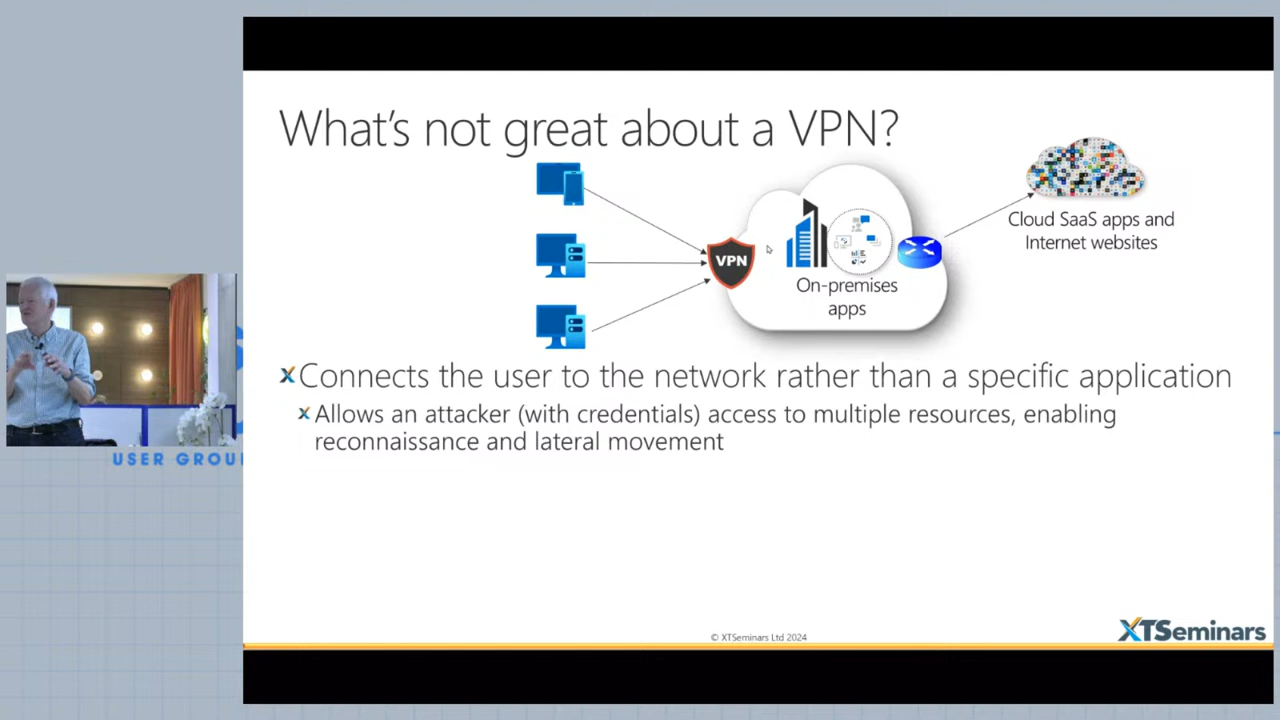 What's not great about a VPN?
VPN
On-premises
apps
Cloud SaaS apps and
Internet websites
Connects the user to the network rather than a specific application
Allows an attacker (with credentials) access to multiple resources, enabling
reconnaissance and lateral movement
USER GROU
© XTSeminars Ltd 2024
XTSeminars